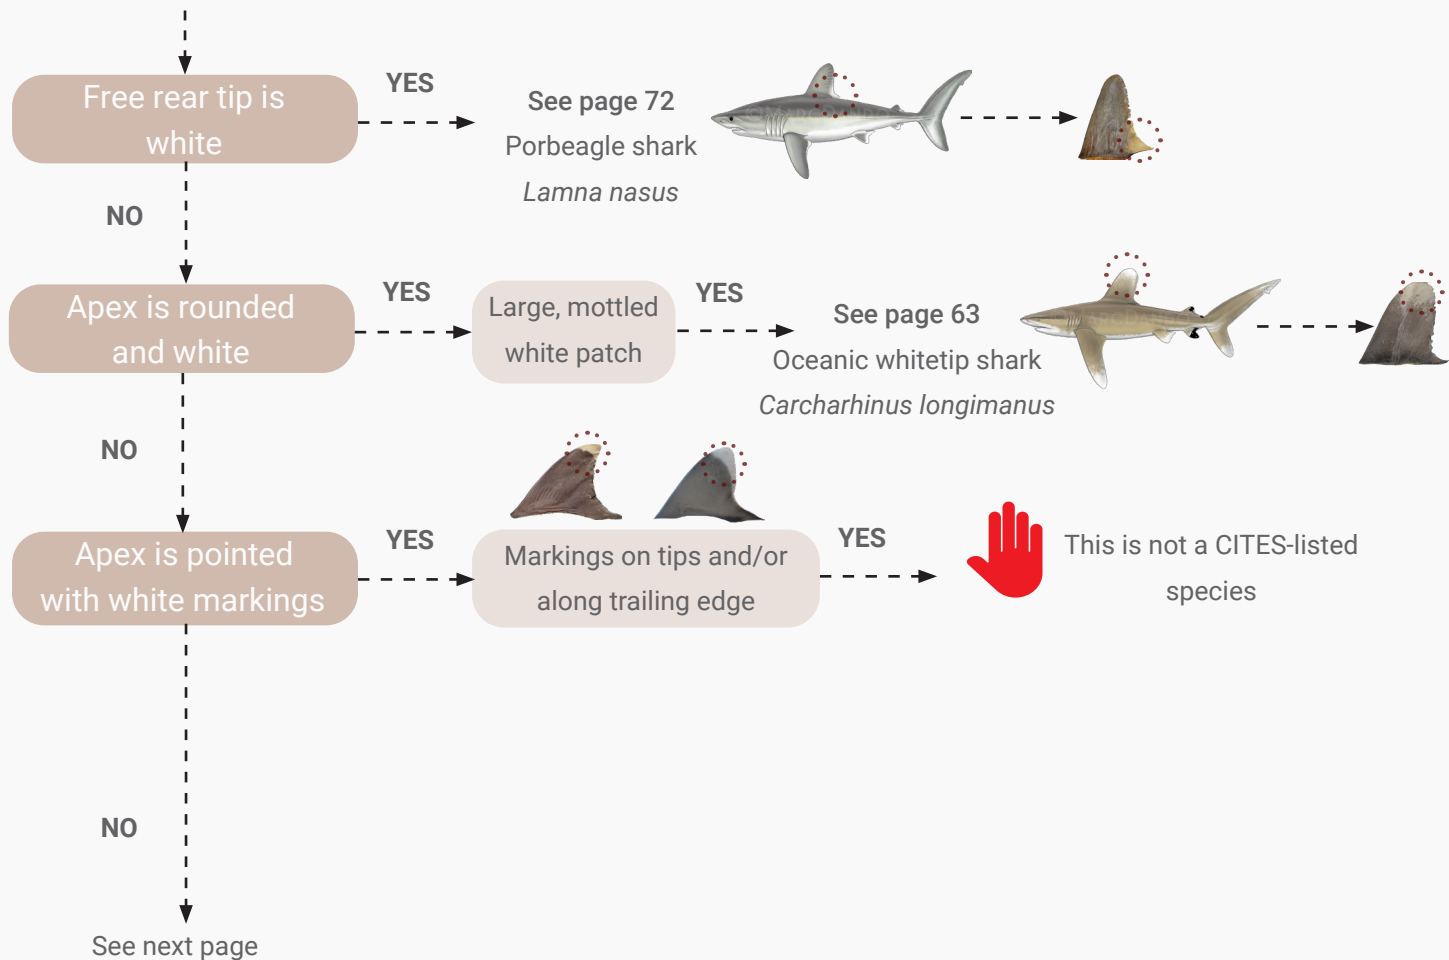 Free rear tip is
white
YES
See page 72
Porbeagle shark
Lamna nasus
NO
Apex is rounded
and white
YES
Large, mottled
white patch
YES
See page 63
Oceanic whitetip shark
Carcharhinus longimanus
NO
Apex is pointed
with white markings
YES
Markings on tips and/or
along trailing edge
YES
This is not a CITES-listed
species
NO
See next page